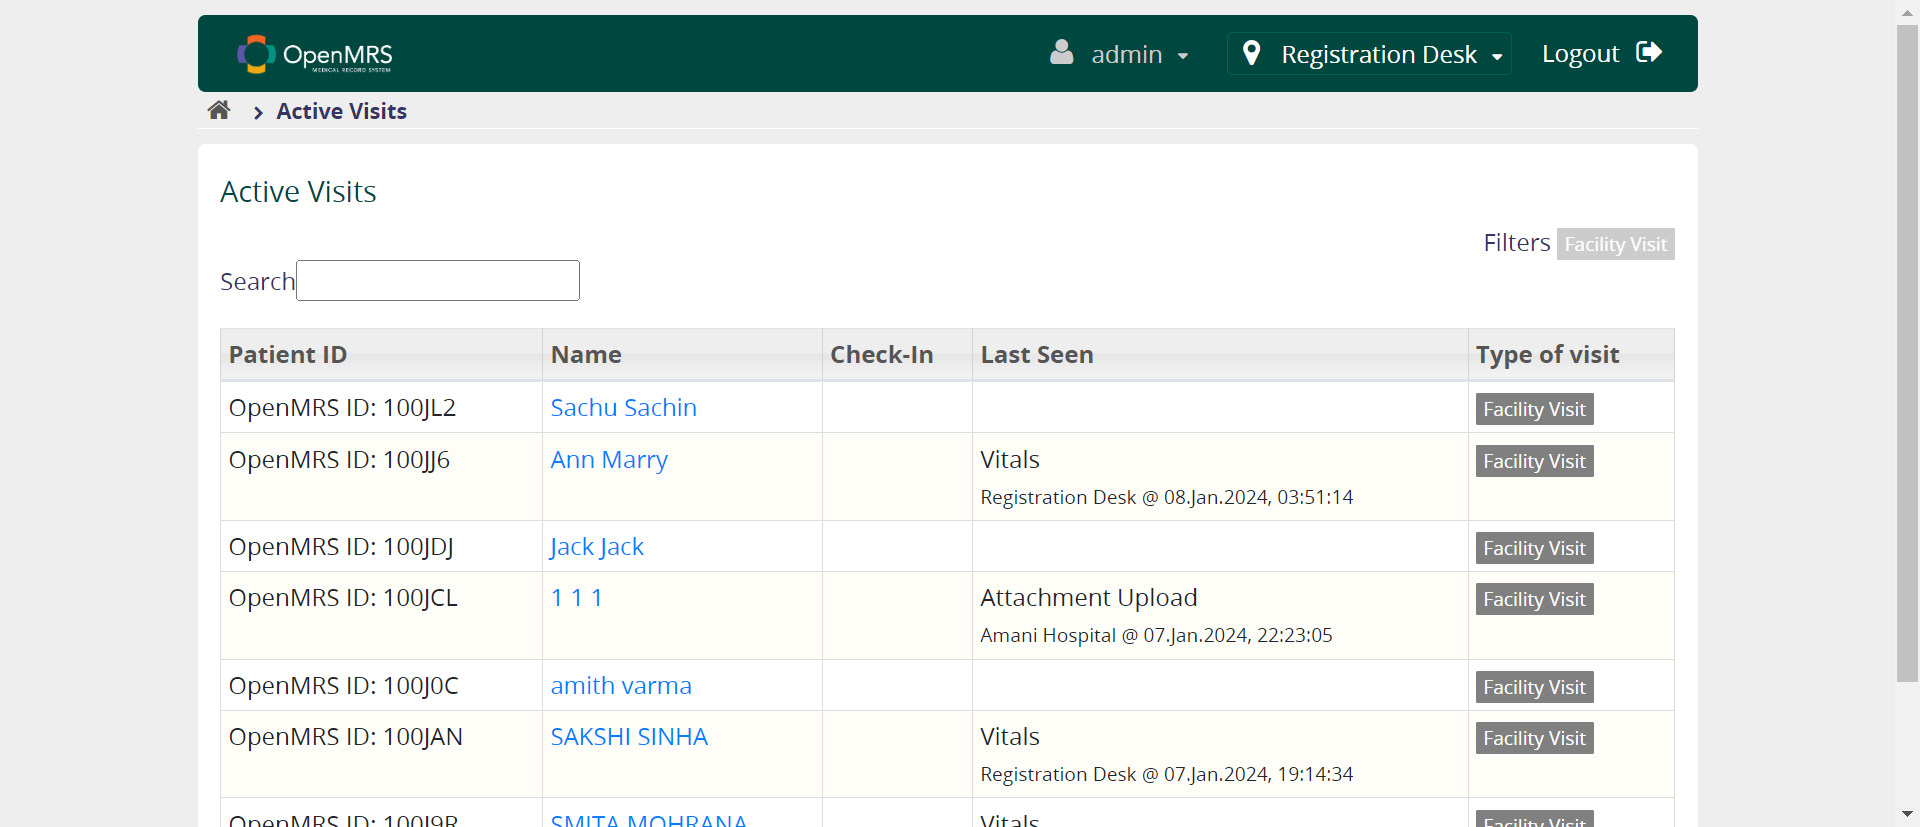 OpenMRS
MEDICAL RECORD SYSTEM
admin
Registration Desk
Logout
Active Visits
Active Visits
Filters Facility Visit
Search
Patient ID Name Check-In Last Seen Type of visit
OpenMRS ID: 100JL2 Sachu Sachin Facility Visit
OpenMRS ID: 100JJ6 Ann Marry Vitals Facility Visit
Registration Desk @ 08.Jan.2024, 03:51:14
OpenMRS ID: 100JDJ Jack Jack Facility Visit
OpenMRS ID: 100JCL 1 1 1 Attachment Upload Facility Visit
Amani Hospital @ 07.Jan.2024, 22:23:05
OpenMRS ID: 100J0C amith varma Facility Visit
OpenMRS ID: 100JAN SAKSHI SINHA Vitals Facility Visit
Registration Desk @ 07.Jan.2024, 19:14:34
OpenMRS ID: 100J9R SMITA MOHRANA Vitals Facility Visit